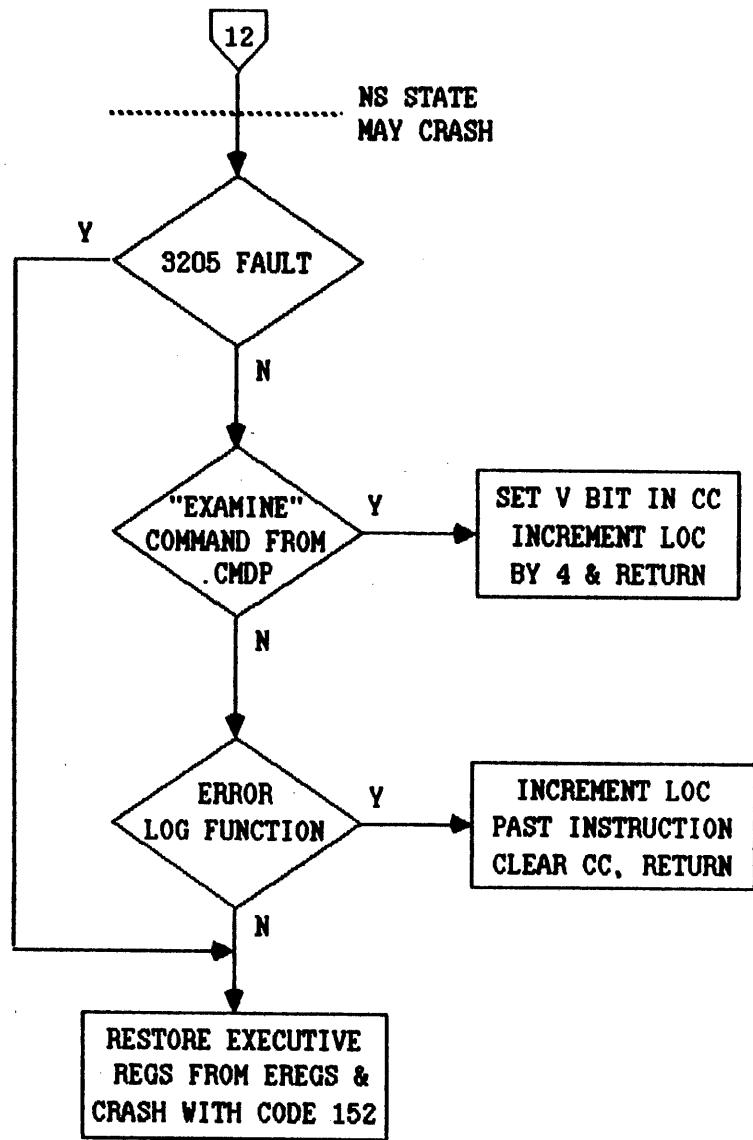 12
NS STATE
MAY CRASH
Y
3205 FAULT
N
"EXAMINE"
COMMAND FROM
.CMDP
Y
SET V BIT IN CC
INCREMENT LOC
BY 4 & RETURN
N
ERROR
LOG FUNCTION
Y
INCREMENT LOC
PAST INSTRUCTION
CLEAR CC, RETURN
N
RESTORE EXECUTIVE
REGS FROM EREGS &
CRASH WITH CODE 152